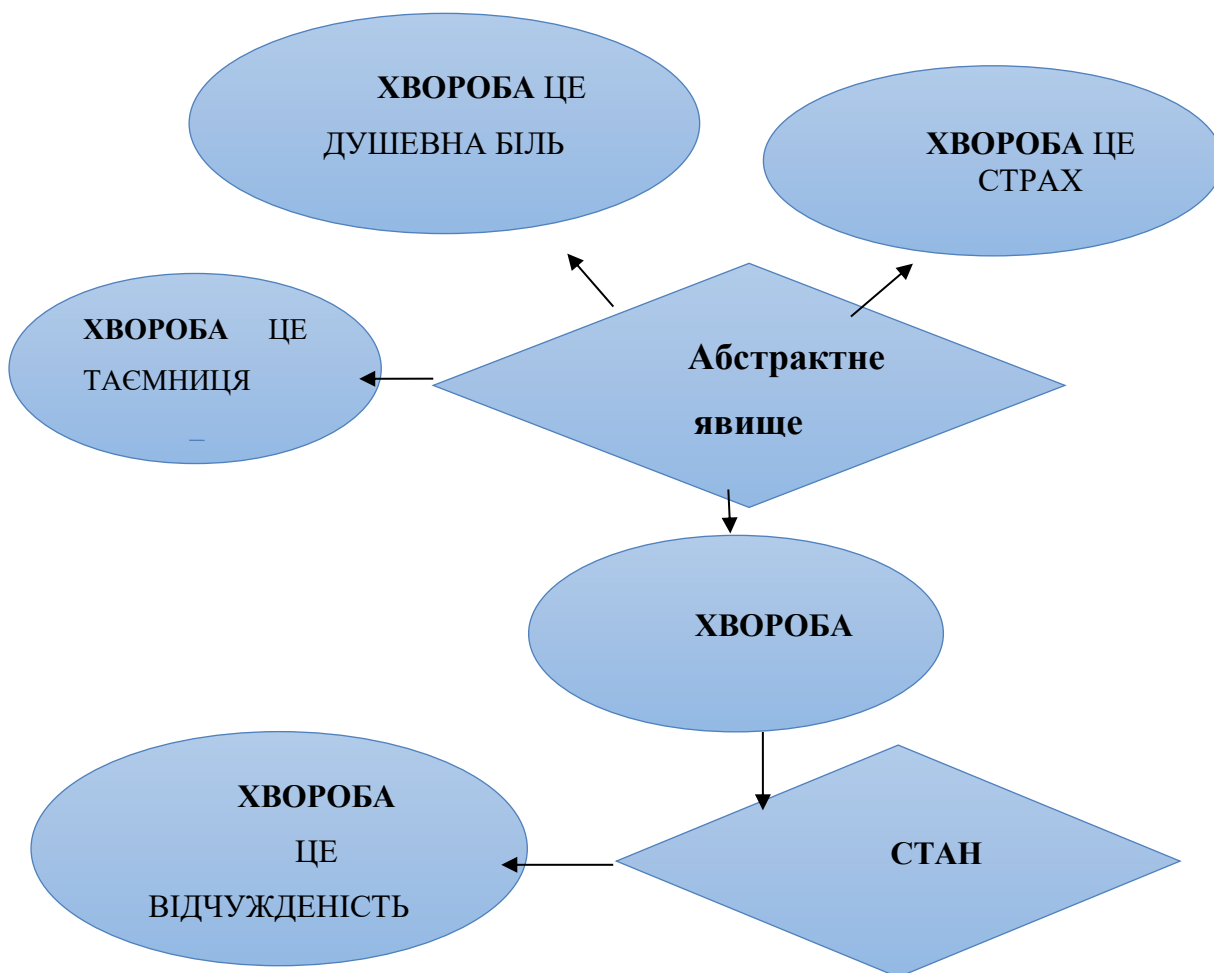 ХВОРОБА ЦЕ
ДУШЕВНА БІЛЬ
ХВОРОБА ЦЕ
СТРАХ
ХВОРОБА ЦЕ
ТАЄМНИЦЯ
Абстрактне
явище
ХВОРОБА
ХВОРОБА
ЦЕ
ВІДЧУЖДЕНІСТЬ
СТАН